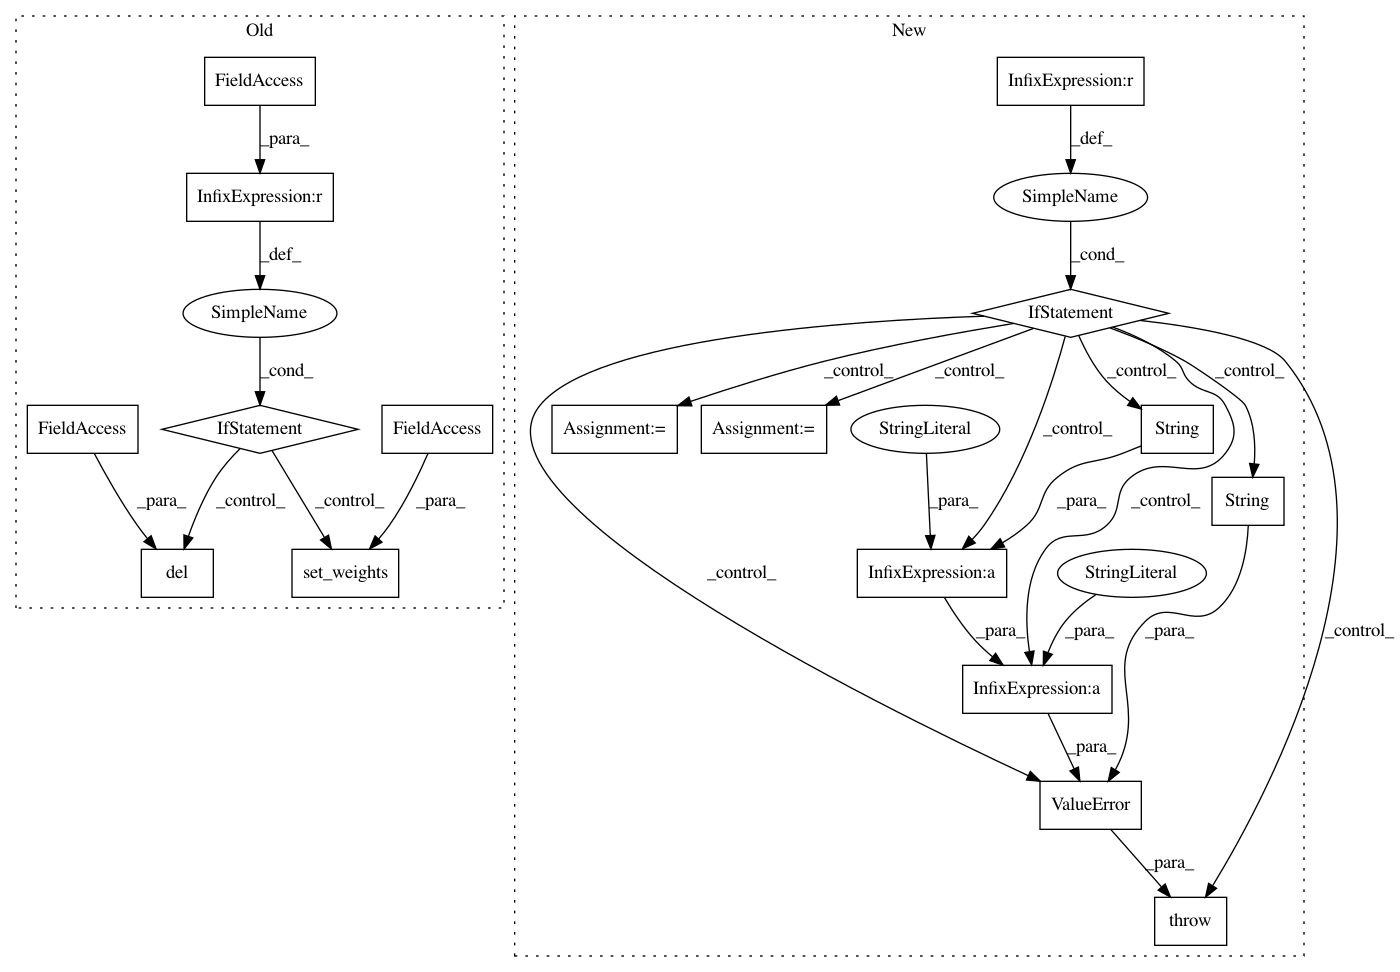 Old
New
FieldAccess
InfixExpression:r
_para_
_def_
InfixExpression:r
SimpleName
_def_
_cond_
SimpleName
IfStatement
_cond_
_control_
_control_
_control_
_control_
FieldAccess
IfStatement
FieldAccess
Assignment:=
Assignment:=
StringLiteral
String
_control_
_para_
_control_
_control_
_para_
_para_
_para_
_control_
String
del
set_weights
_control_
InfixExpression:a
StringLiteral
_para_
_para_
_para_
_control_
InfixExpression:a
_para_
ValueError
_para_
throw